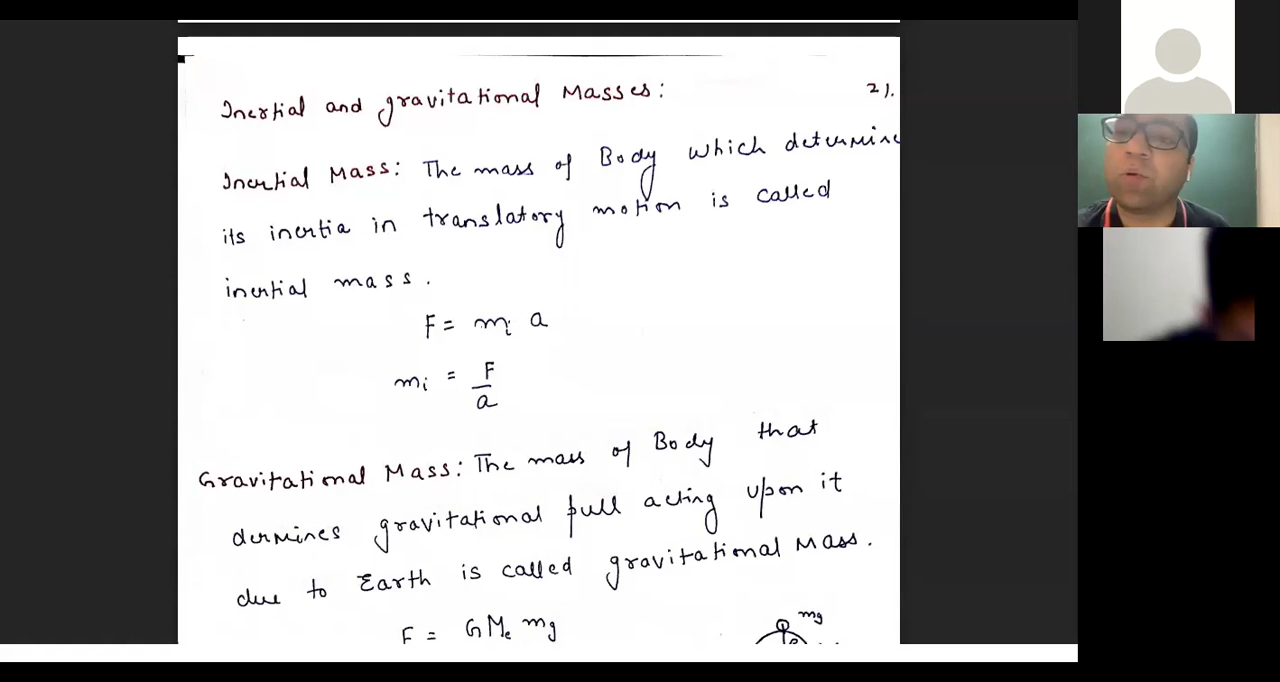 Inertial and gravitational Masses:
21.
Inertial Mass: The mass of Body which determine
its inertia in translatory motion is called
inertial mass.
F = mi a
mi = F/a
Gravitational Mass: The mass of Body that
dermines gravitational pull acting upon it
due to Earth is called gravitational Mass.
F = GMe mg
mg